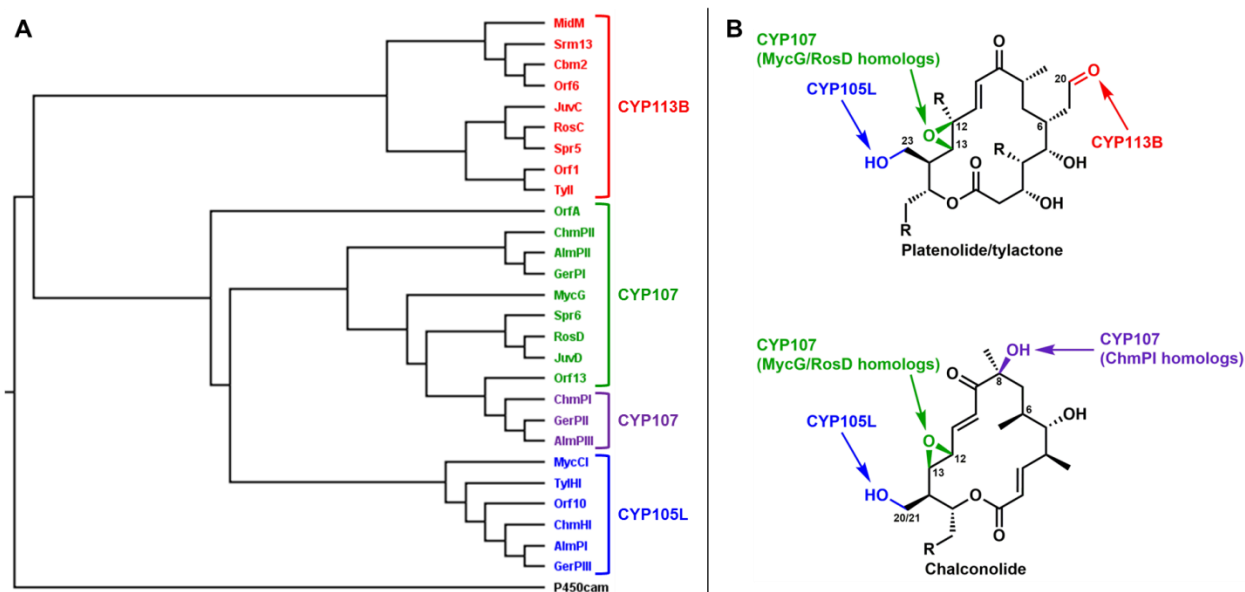 A
MidM
Srm13
Cbm2
Orf6
JuvC
RosC
Spr5
Orf1
TylI
CYP113B
OrfA
ChmPII
AlmPII
GerPI
MycG
Spr6
RosD
JuvD
Orf13
CYP107
ChmPI
GerPII
AlmPIII
CYP107
MycCI
TylHI
Orf10
ChmHI
AlmPI
GerPIII
CYP105L
P450cam
B
CYP107
(MycG/RosD homologs)
CYP105L
O
20
O
R
12
6
O
13
23
HO
R
OH
CYP113B
O
O
OH
R
Platenolide/tylactone
CYP107
(MycG/RosD homologs)
OH
CYP107
(ChmPI homologs)
8
O
6
OH
CYP105L
O
12
13
HO
20/21
O
R
O
Chalconolide